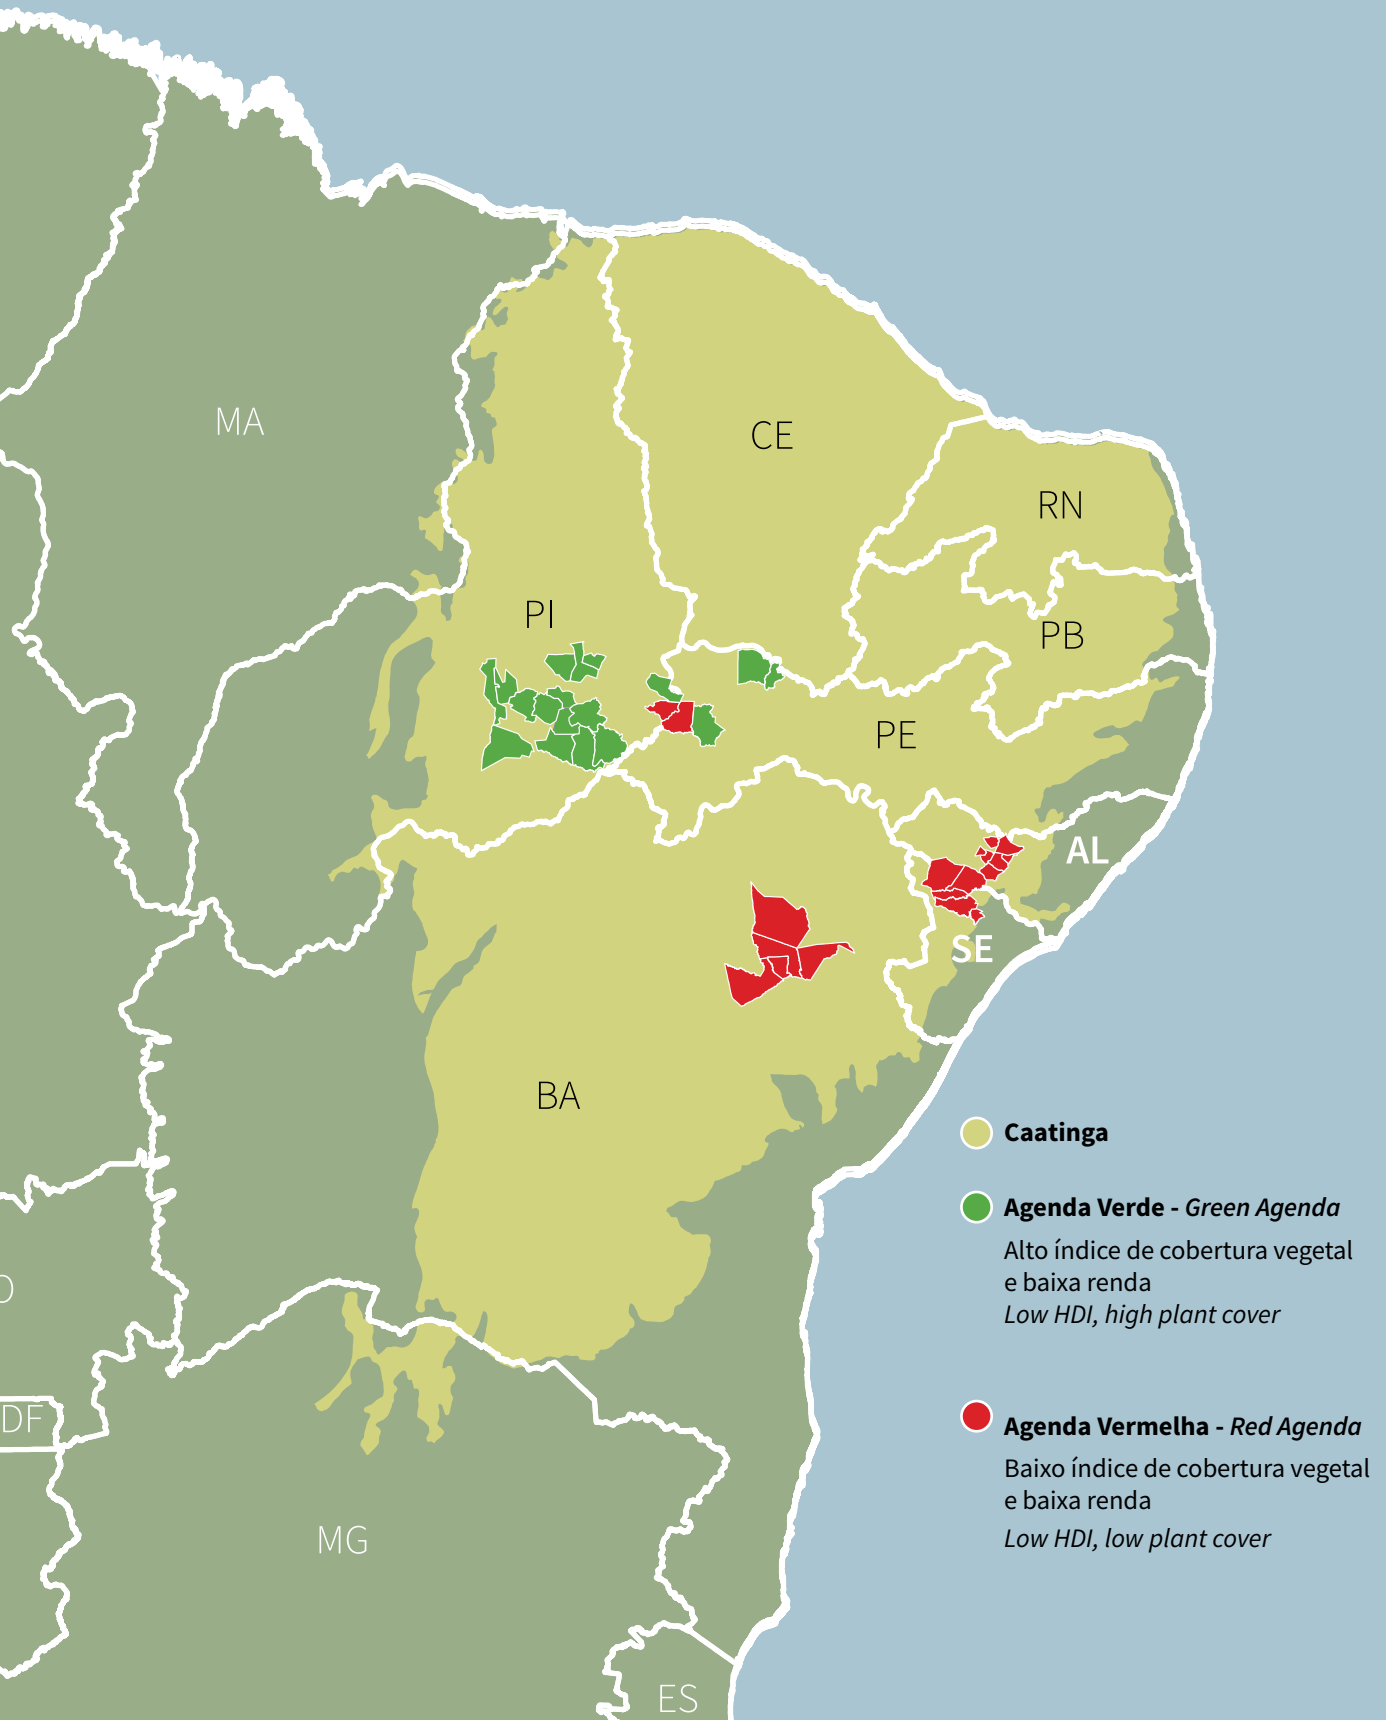 MA
CE
RN
PI
PB
PE
AL
SE
BA
Caatinga
Agenda Verde - Green Agenda
Alto índice de cobertura vegetal
e baixa renda
Low HDI, high plant cover
O
DF
Agenda Vermelha - Red Agenda
Baixo índice de cobertura vegetal
e baixa renda
Low HDI, low plant cover
MG
ES